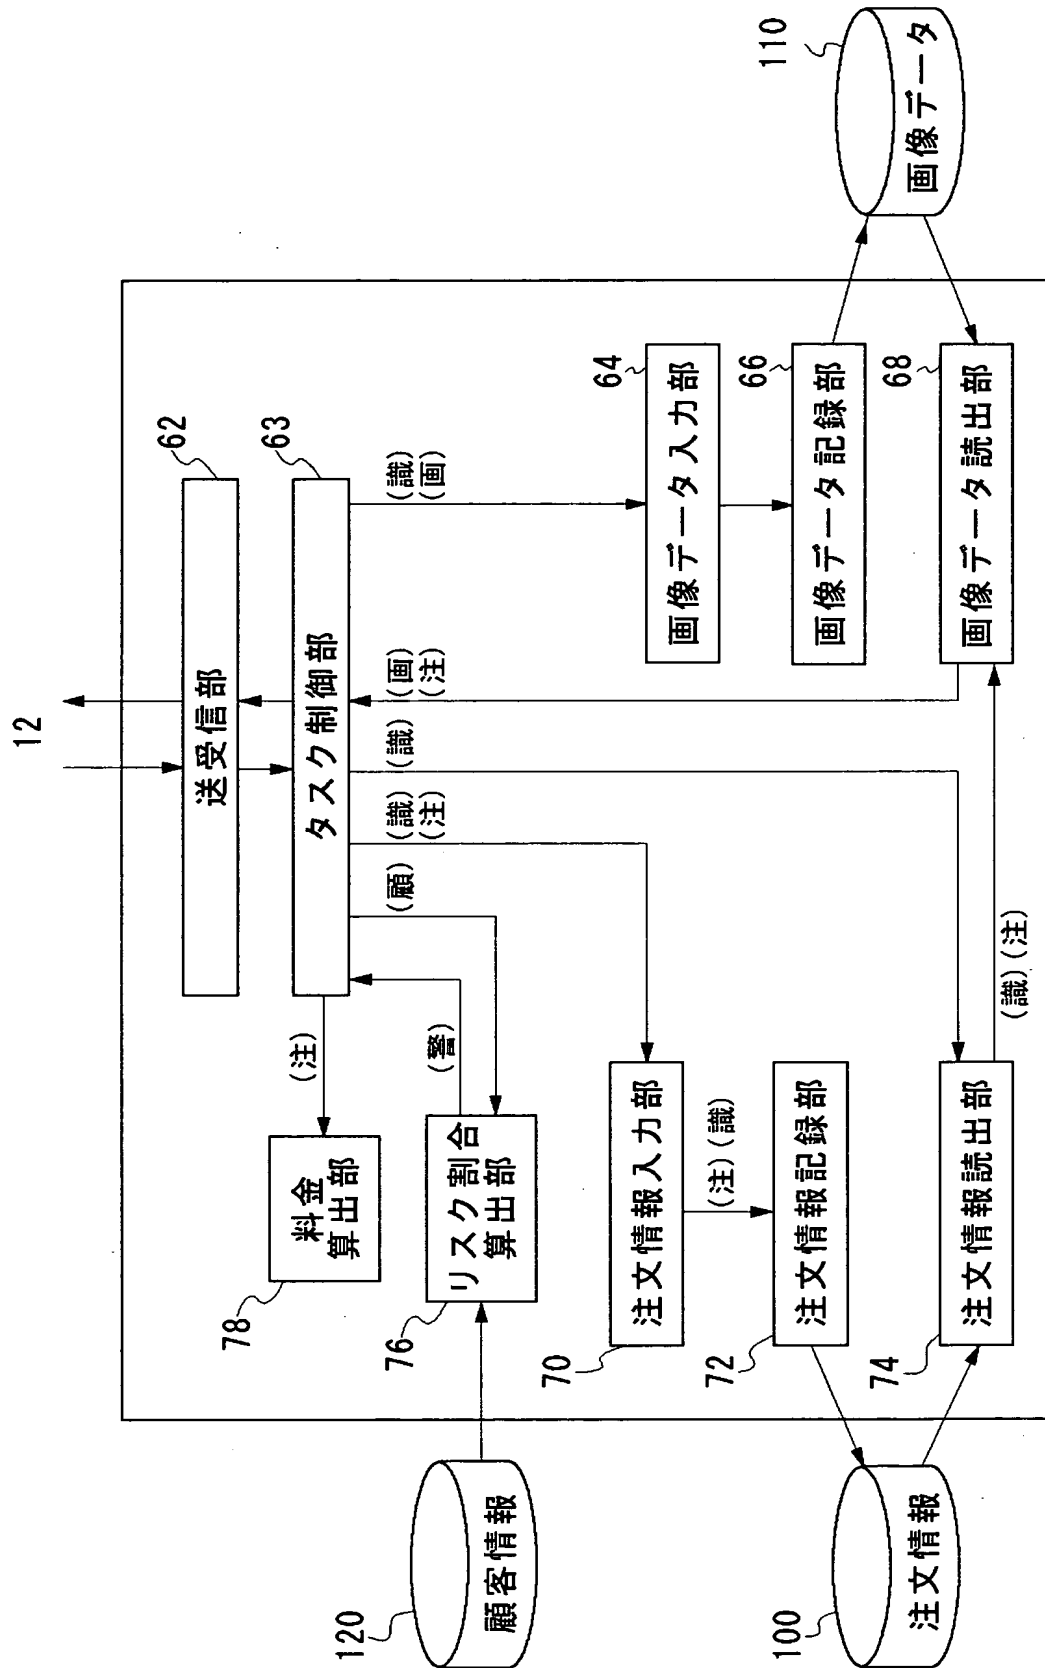 12
送受信部
62
タスク制御部
63
(注)
(警)
(顧)
(識)
(注)
(識)
(画)
(注)
(識)
(画)
料金
算出部
78
リスク割合
算出部
76
顧客情報
120
注文情報入力部
70
(注)(識)
注文情報記録部
72
注文情報読出部
74
(識)(注)
注文情報
100
画像データ入力部
64
画像データ記録部
66
画像データ読出部
68
画像データ
110